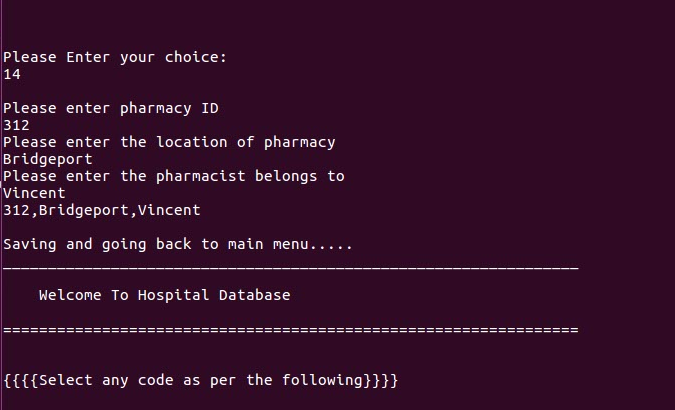 Please Enter your choice:
14
Please enter pharmacy ID
312
Please enter the location of pharmacy
Bridgeport
Please enter the pharmacist belongs to
Vincent
312,Bridgeport,Vincent
Saving and going back to main menu.....
________________________________________________________________
Welcome To Hospital Database
================================================================
{{{{Select any code as per the following}}}}